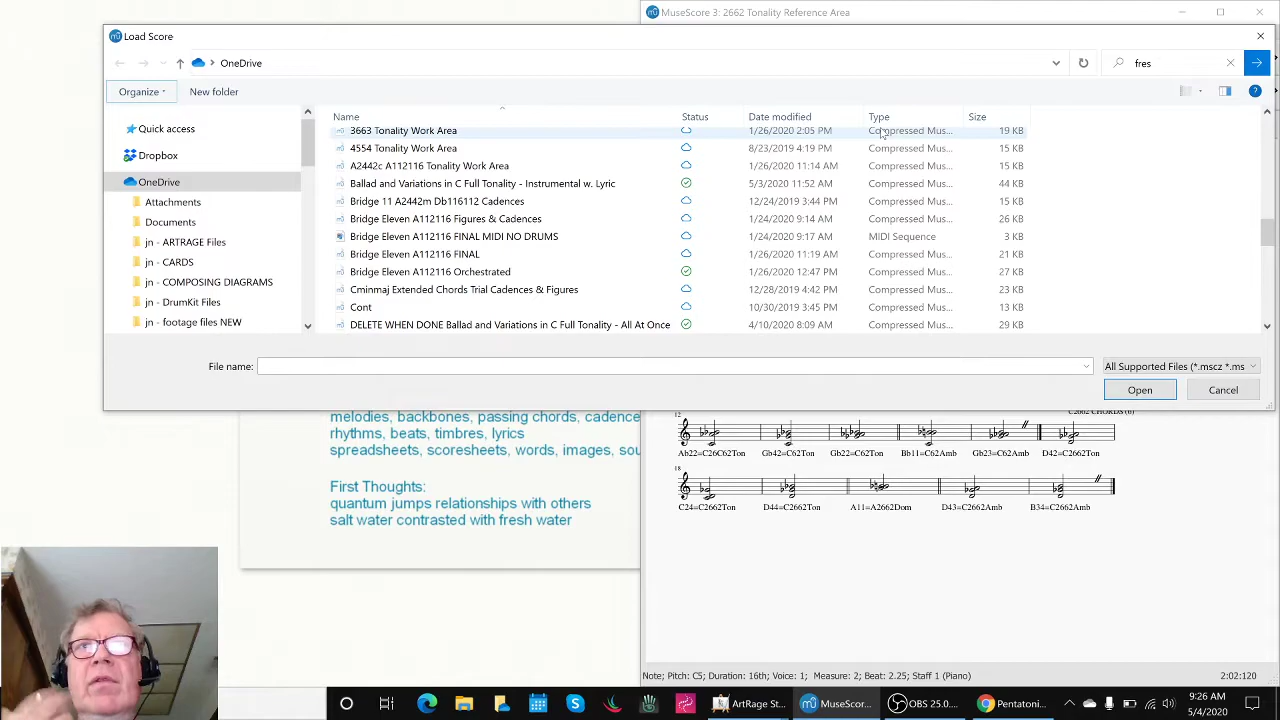 MuseScore 3: 2662 Tonality Reference Area
Load Score
OneDrive
fres
Organize
New folder
Name Status Date modified Type Size
3663 Tonality Work Area 1/26/2020 2:05 PM Compressed Mus... 19 KB
4554 Tonality Work Area 8/23/2019 4:19 PM Compressed Mus... 15 KB
A2442c A112116 Tonality Work Area 1/26/2020 11:14 AM Compressed Mus... 15 KB
Ballad and Variations in C Full Tonality - Instrumental w. Lyric 5/3/2020 11:52 AM Compressed Mus... 44 KB
Bridge 11 A2442m Db116112 Cadences 12/24/2019 3:44 PM Compressed Mus... 15 KB
Bridge Eleven A112116 Figures & Cadences 1/24/2020 9:14 AM Compressed Mus... 26 KB
Bridge Eleven A112116 FINAL MIDI NO DRUMS 1/24/2020 9:17 AM MIDI Sequence 3 KB
Bridge Eleven A112116 FINAL 1/26/2020 11:19 AM Compressed Mus... 21 KB
Bridge Eleven A112116 Orchestrated 1/26/2020 12:47 PM Compressed Mus... 27 KB
Cminmaj Extended Chords Trial Cadences & Figures 12/28/2019 4:42 PM Compressed Mus... 23 KB
Cont 10/30/2019 3:45 PM Compressed Mus... 13 KB
DELETE WHEN DONE Ballad and Variations in C Full Tonality - All At Once 4/10/2020 8:09 AM Compressed Mus... 29 KB
Quick access
Dropbox
OneDrive
Attachments
Documents
jn - ARTRAGE Files
jn - CARDS
jn - COMPOSING DIAGRAMS
jn - DrumKit Files
jn - footage files NEW
File name:
All Supported Files (*.mscz *.ms
Open
Cancel
melodies, backbones, passing chords, cadence
rhythms, beats, timbres, lyrics
spreadsheets, scoresheets, words, images, sou
First Thoughts:
quantum jumps relationships with others
salt water contrasted with fresh water
C2662 CHORDS (6)
12
Ab22=C26C62Ton Gb42=C62Ton Gb22=C62Ton Bb11=C62Amb Gb23=C62Amb D42=C2662Ton
18
C24=C2662Ton D44=C2662Ton A11=A2662Dom D43=C2662Amb B34=C2662Amb
Note; Pitch: C5; Duration: 16th; Voice: 1; Measure: 2; Beat: 2.25; Staff 1 (Piano)
2:02:120
ArtRage St...
MuseScor...
OBS 25.0....
Pentatoni...
9:26 AM
5/4/2020